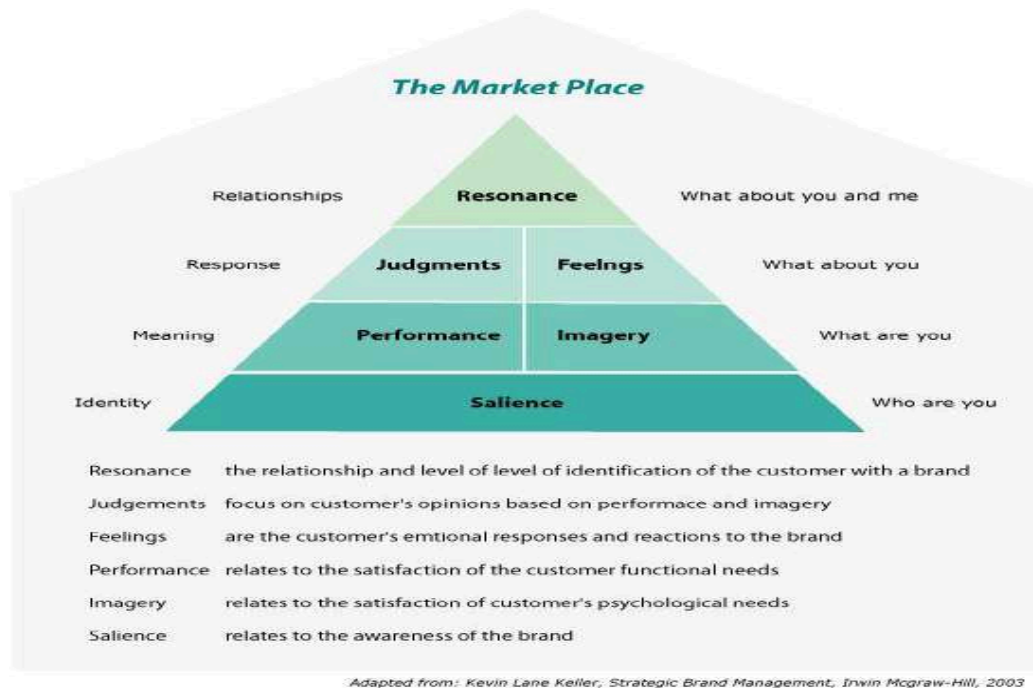 The Market Place
Relationships Resonance What about you and me
Response Judgments Feelngs What about you
Meaning Performance Imagery What are you
Identity Salience Who are you
Resonance the relationship and level of level of identification of the customer with a brand
Judgements focus on customer's opinions based on performace and imagery
Feelings are the customer's emtional responses and reactions to the brand
Performance relates to the satisfaction of the customer functional needs
Imagery relates to the satisfaction of customer's psychological needs
Salience relates to the awareness of the brand
Adapted from: Kevin Lane Keller, Strategic Brand Management, Irwin Mcgraw-Hill, 2003